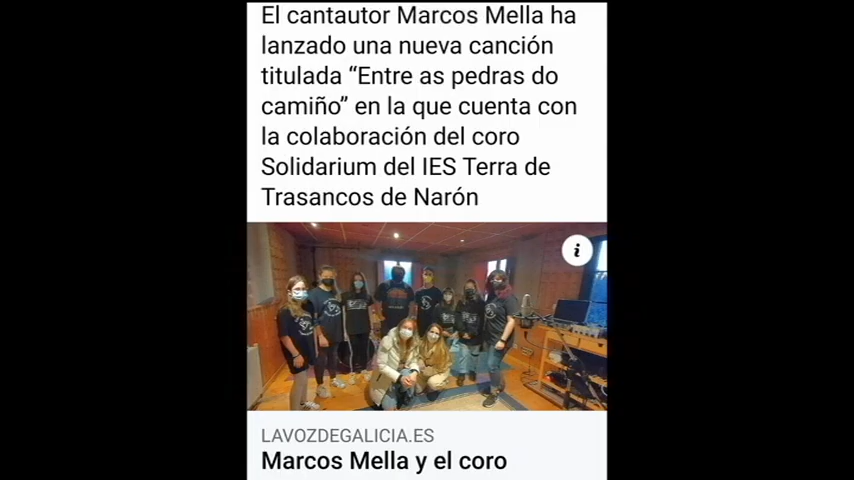 El cantautor Marcos Mella ha
lanzado una nueva canción
titulada “Entre as pedras do
camiño” en la que cuenta con
la colaboración del coro
Solidarium del IES Terra de
Trasancos de Narón
i
LAVOZDEGALICIA.ES
Marcos Mella y el coro